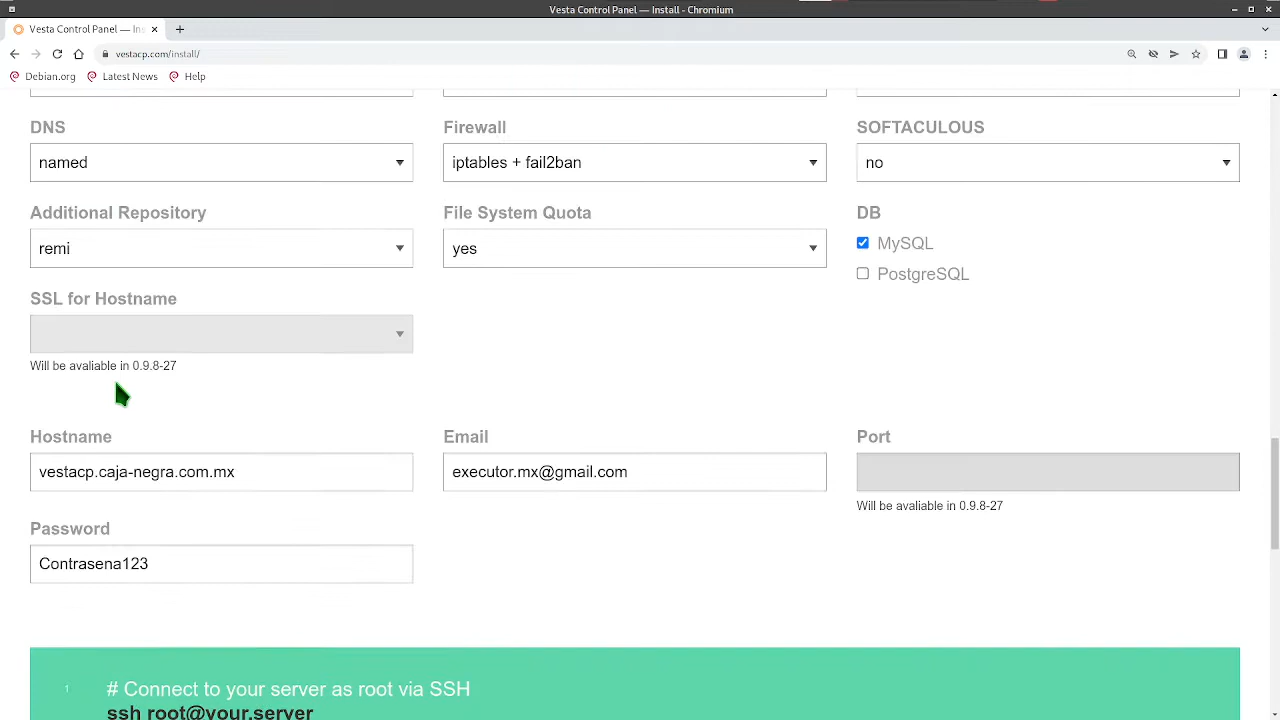 Vesta Control Panel — Install - Chromium
Vesta Control Panel — Ins
vestacp.com/install/
Debian.org Latest News Help
DNS Firewall SOFTACULOUS
named iptables + fail2ban no
Additional Repository File System Quota DB
remi yes MySQL
PostgreSQL
SSL for Hostname
Will be avaliable in 0.9.8-27
Hostname Email Port
vestacp.caja-negra.com.mx executor.mx@gmail.com
Will be avaliable in 0.9.8-27
Password
Contrasena123
1 # Connect to your server as root via SSH
ssh root@your.server